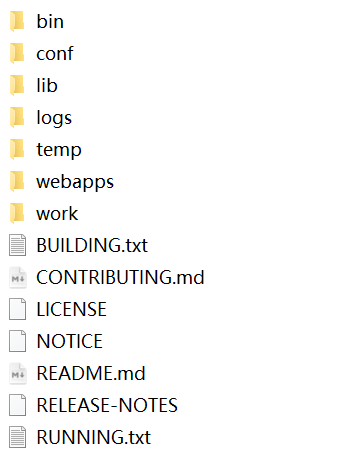 bin
conf
lib
logs
temp
webapps
work
BUILDING.txt
CONTRIBUTING.md
LICENSE
NOTICE
README.md
RELEASE-NOTES
RUNNING.txt